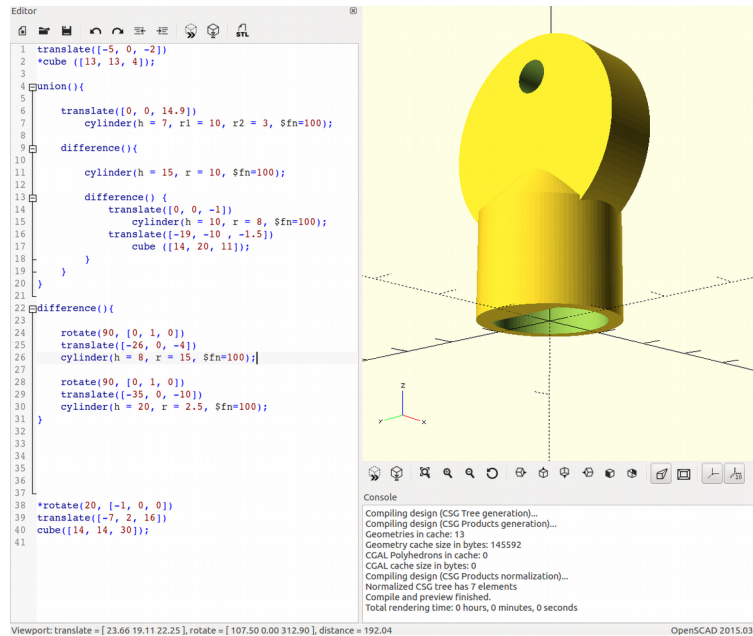 Editor
STL
1 translate([-5, 0, -2])
2 *cube ([13, 13, 4]);
3
4 union(){
5
6 translate([0, 0, 14.9])
7 cylinder(h = 7, r1 = 10, r2 = 3, $fn=100);
8
9 difference(){
10
11 cylinder(h = 15, r = 10, $fn=100);
12
13 difference() {
14 translate([0, 0, -1])
15 cylinder(h = 10, r = 8, $fn=100);
16 translate([-19, -10 , -1.5])
17 cube ([14, 20, 11]);
18 }
19 }
20 }
21
22 difference(){
23
24 rotate(90, [0, 1, 0])
25 translate([-26, 0, -4])
26 cylinder(h = 8, r = 15, $fn=100);
27
28 rotate(90, [0, 1, 0])
29 translate([-35, 0, -10])
30 cylinder(h = 20, r = 2.5, $fn=100);
31 }
32
33
34
35
36
37
38 *rotate(20, [-1, 0, 0])
39 translate([-7, 2, 16])
40 cube([14, 14, 30]);
41
z
y
x
10
Console
Compiling design (CSG Tree generation)...
Compiling design (CSG Products generation)...
Geometries in cache: 13
Geometry cache size in bytes: 145592
CGAL Polyhedrons in cache: 0
CGAL cache size in bytes: 0
Compiling design (CSG Products normalization)...
Normalized CSG tree has 7 elements
Compile and preview finished.
Total rendering time: 0 hours, 0 minutes, 0 seconds
Viewport: translate = [ 23.66 19.11 22.25 ], rotate = [ 107.50 0.00 312.90 ], distance = 192.04
OpenSCAD 2015.03